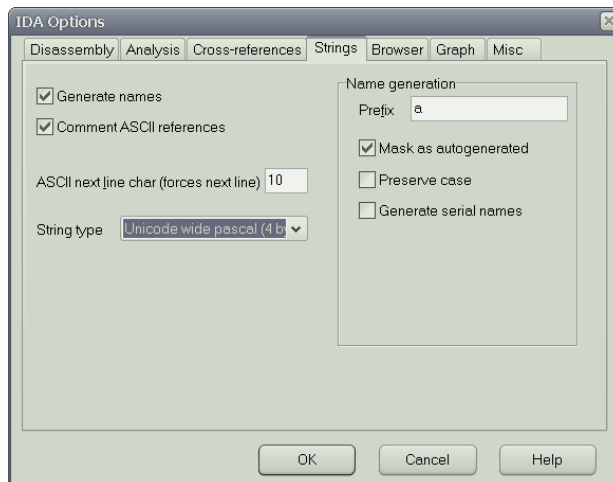 IDA Options
Disassembly Analysis Cross-references Strings Browser Graph Misc
Generate names
Comment ASCII references
ASCII next line char (forces next line) 10
String type Unicode wide pascal (4 by
Name generation
Prefix a
Mask as autogenerated
Preserve case
Generate serial names
OK Cancel Help